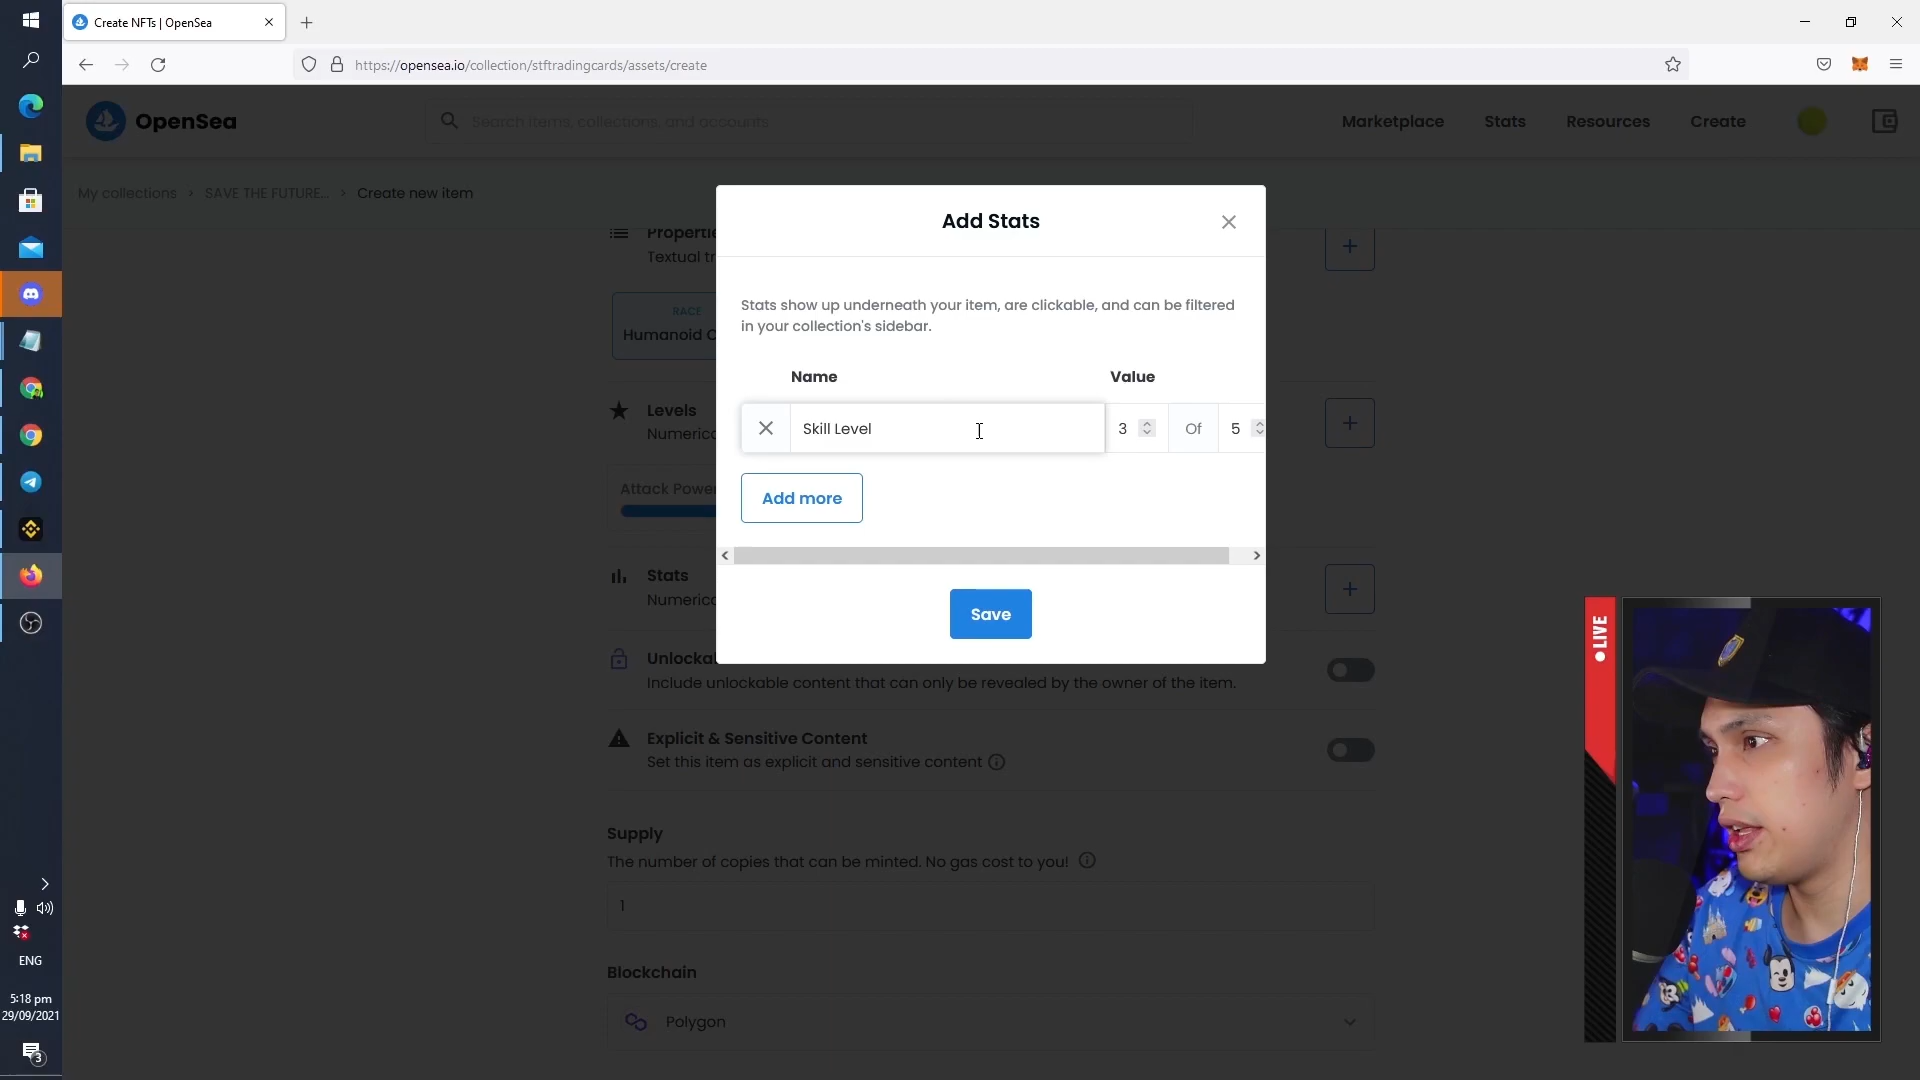 Create NFTs | OpenSea
https://opensea.io/collection/stftradingcards/assets/create
OpenSea
Search items, collections, and accounts
Marketplace
Stats
Resources
Create
My collections > SAVE THE FUTURE... > Create new item
Add Stats
Stats show up underneath your item, are clickable, and can be filtered
in your collection's sidebar.
Name
Value
Skill Level
3
Of
5
Add more
Save
Textual tr
RACE
Humanoid C
Levels
Numeric
Attack Power
Stats
Numeric
Unlocka
Include unlockable content that can only be revealed by the owner of the item.
Explicit & Sensitive Content
Set this item as explicit and sensitive content
Supply
The number of copies that can be minted. No gas cost to you!
1
Blockchain
Polygon
LIVE
ENG
5:18 pm
29/09/2021
3